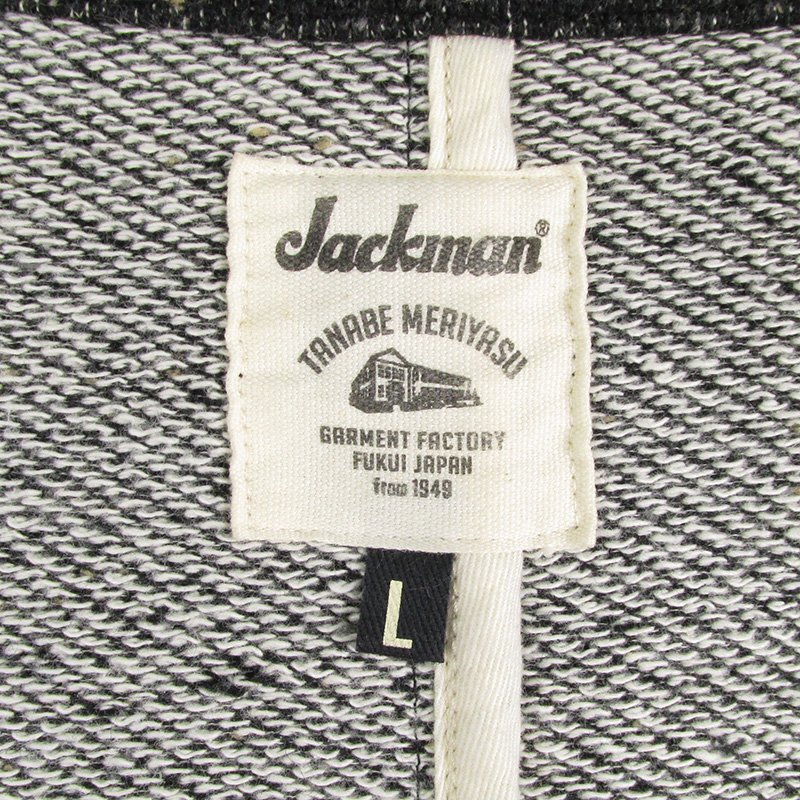 Jackman®
TANABE MERIYASU
GARMENT FACTORY
FUKUI JAPAN
from 1949
L